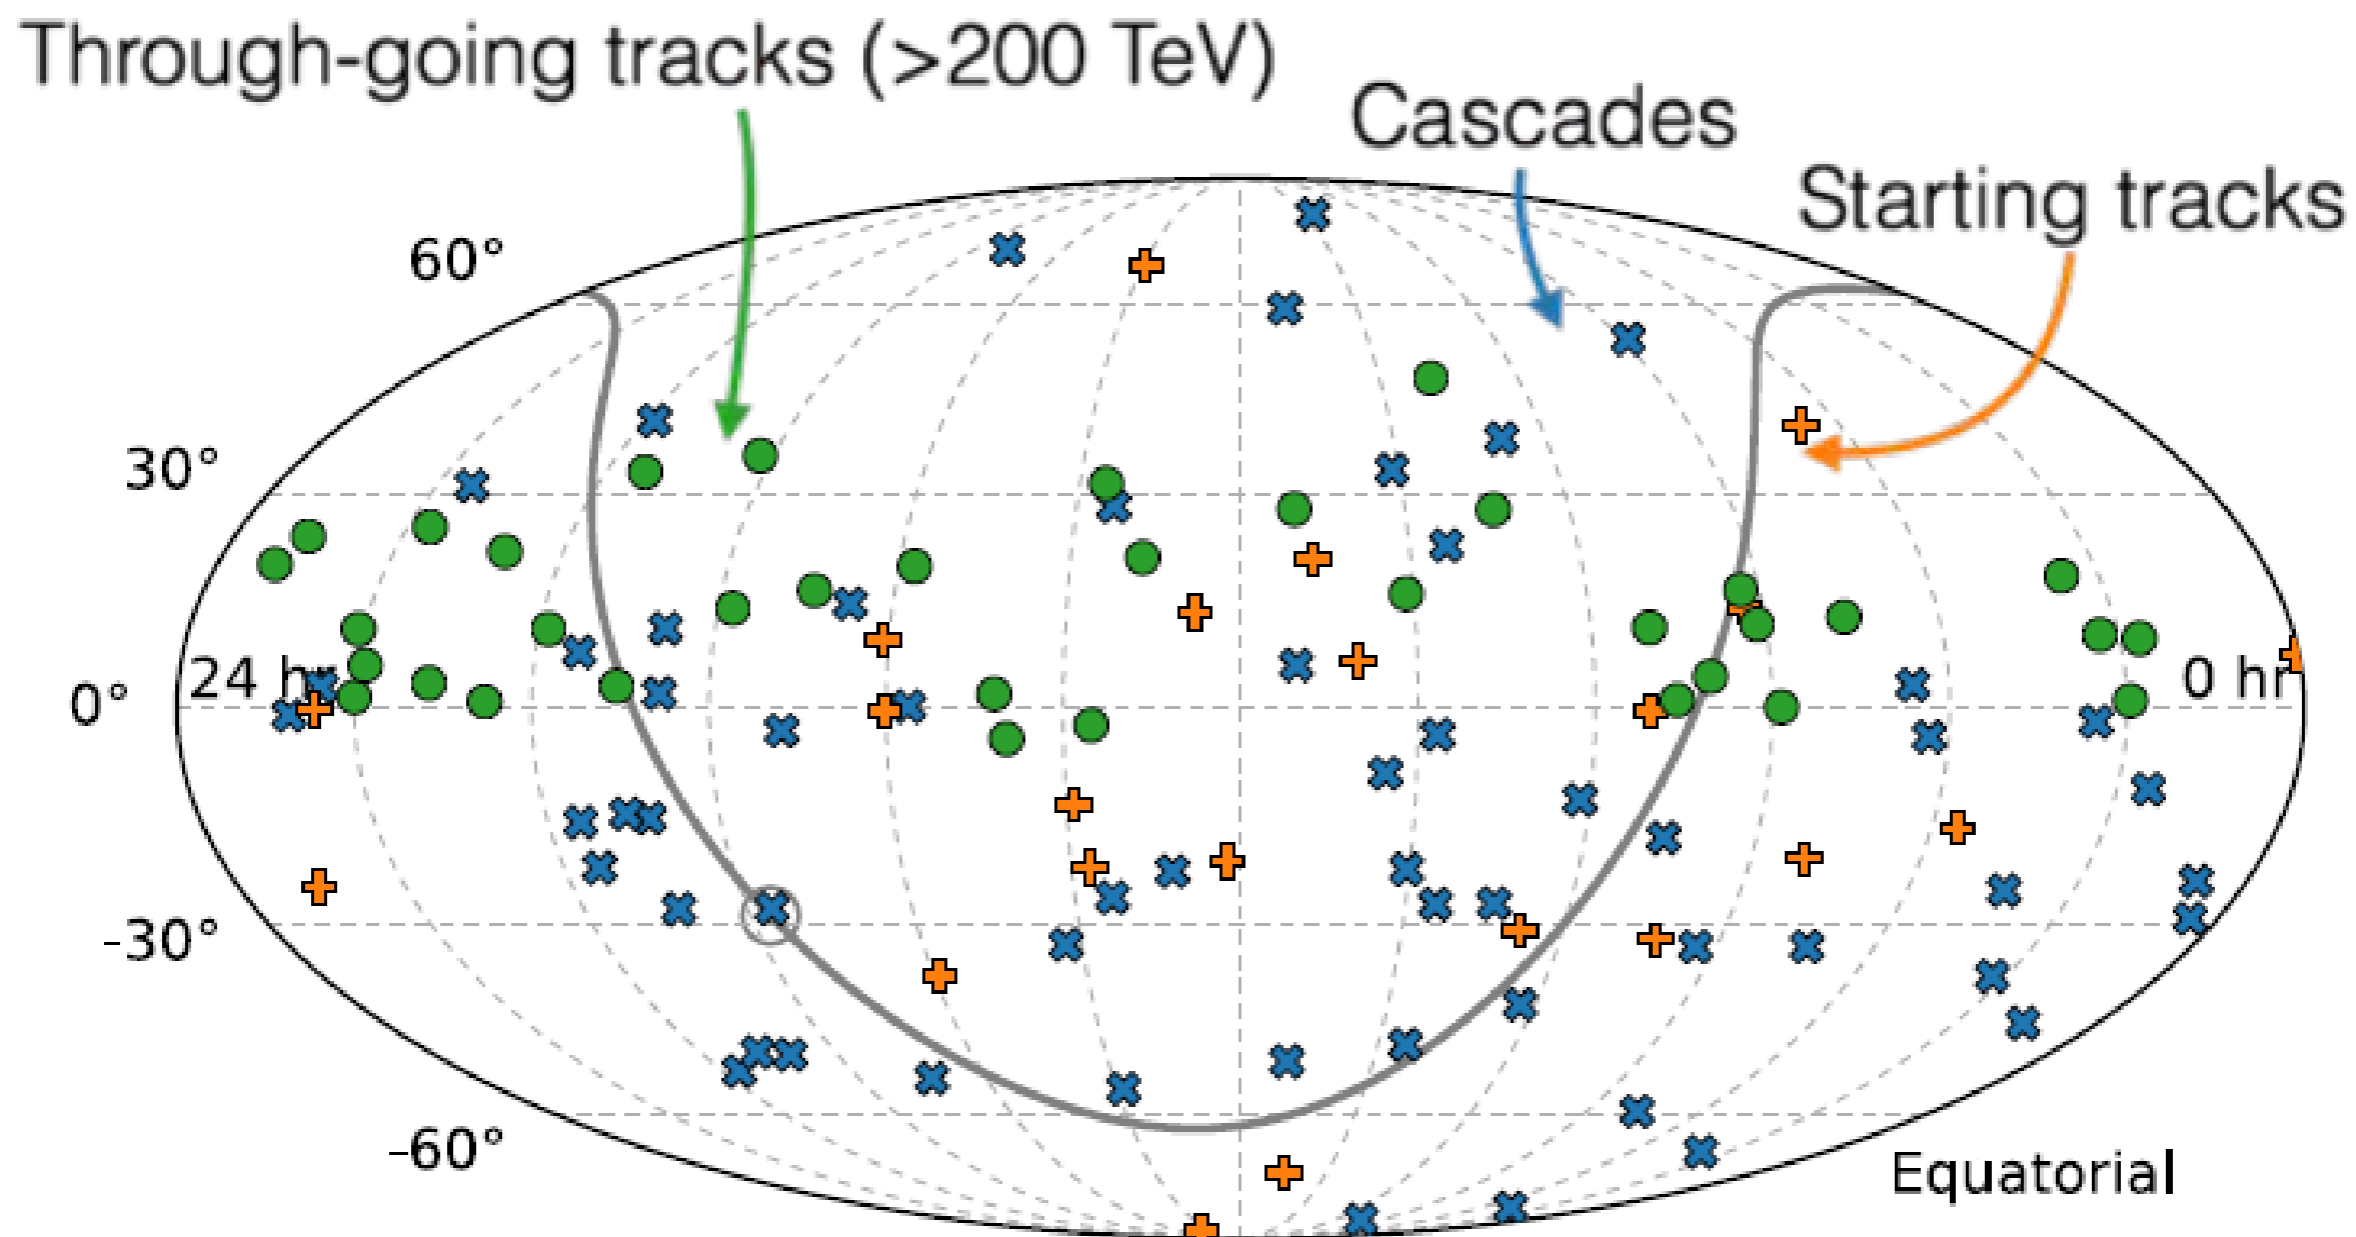 Through-going tracks (>200 TeV)
Cascades
Starting tracks
60°
30°
24 hr
0 hr
0°
-30°
-60°
Equatorial